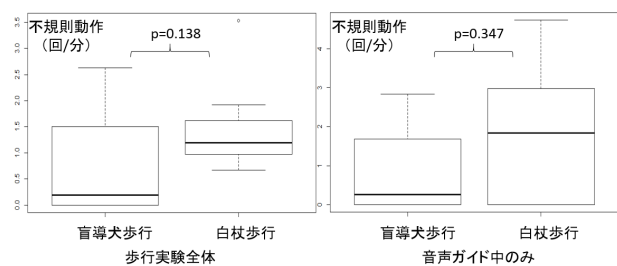 不規則動作
(回/分)
p=0.138
3.5
3.0
2.5
2.0
1.5
1.0
0.5
0.0
盲導犬歩行
白杖歩行
歩行実験全体
不規則動作
(回/分)
p=0.347
4
3
2
1
0
盲導犬歩行
白杖歩行
音声ガイド中のみ